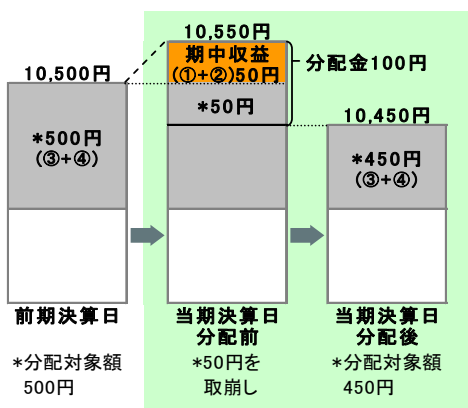 10,550円
期中収益
(①+②)50円
分配金100円
10,500円
*50円
10,450円
*500円
(③+④)
*450円
(③+④)
前期決算日
当期決算日
分配前
当期決算日
分配後
*分配対象額
500円
*50円を
取崩し
*分配対象額
450円